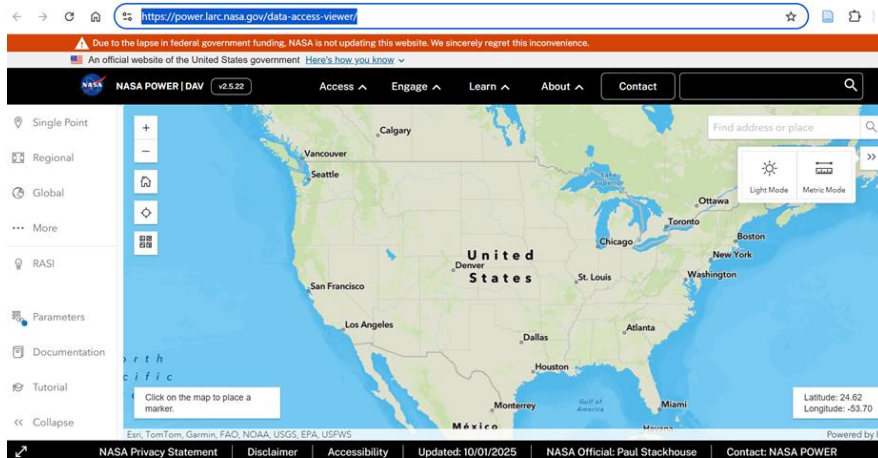 https://power.larc.nasa.gov/data-access-viewer/
Due to the lapse in federal government funding, NASA is not updating this website. We sincerely regret this inconvenience.
An official website of the United States government Here's how you know
NASA
NASA POWER | DAV v2.5.22 Access Engage Learn About Contact
Single Point
Regional
Global
More
RASI
Parameters
Documentation
Tutorial
Collapse
Find address or place
Light Mode Metric Mode
Calgary
Vancouver
Seattle
Lake Superior
Ottawa
Toronto
Boston
Chicago
New York
United States
Denver
St. Louis
Washington
San Francisco
Los Angeles
Atlanta
Dallas
Houston
Monterrey
Gulf of America
Miami
México
Havana
rth
cific
Click on the map to place a
marker.
Latitude: 24.62
Longitude: -53.70
Esri, TomTom, Garmin, FAO, NOAA, USGS, EPA, USFWS
Powered by
NASA Privacy Statement | Disclaimer | Accessibility | Updated: 10/01/2025 | NASA Official: Paul Stackhouse | Contact: NASA POWER